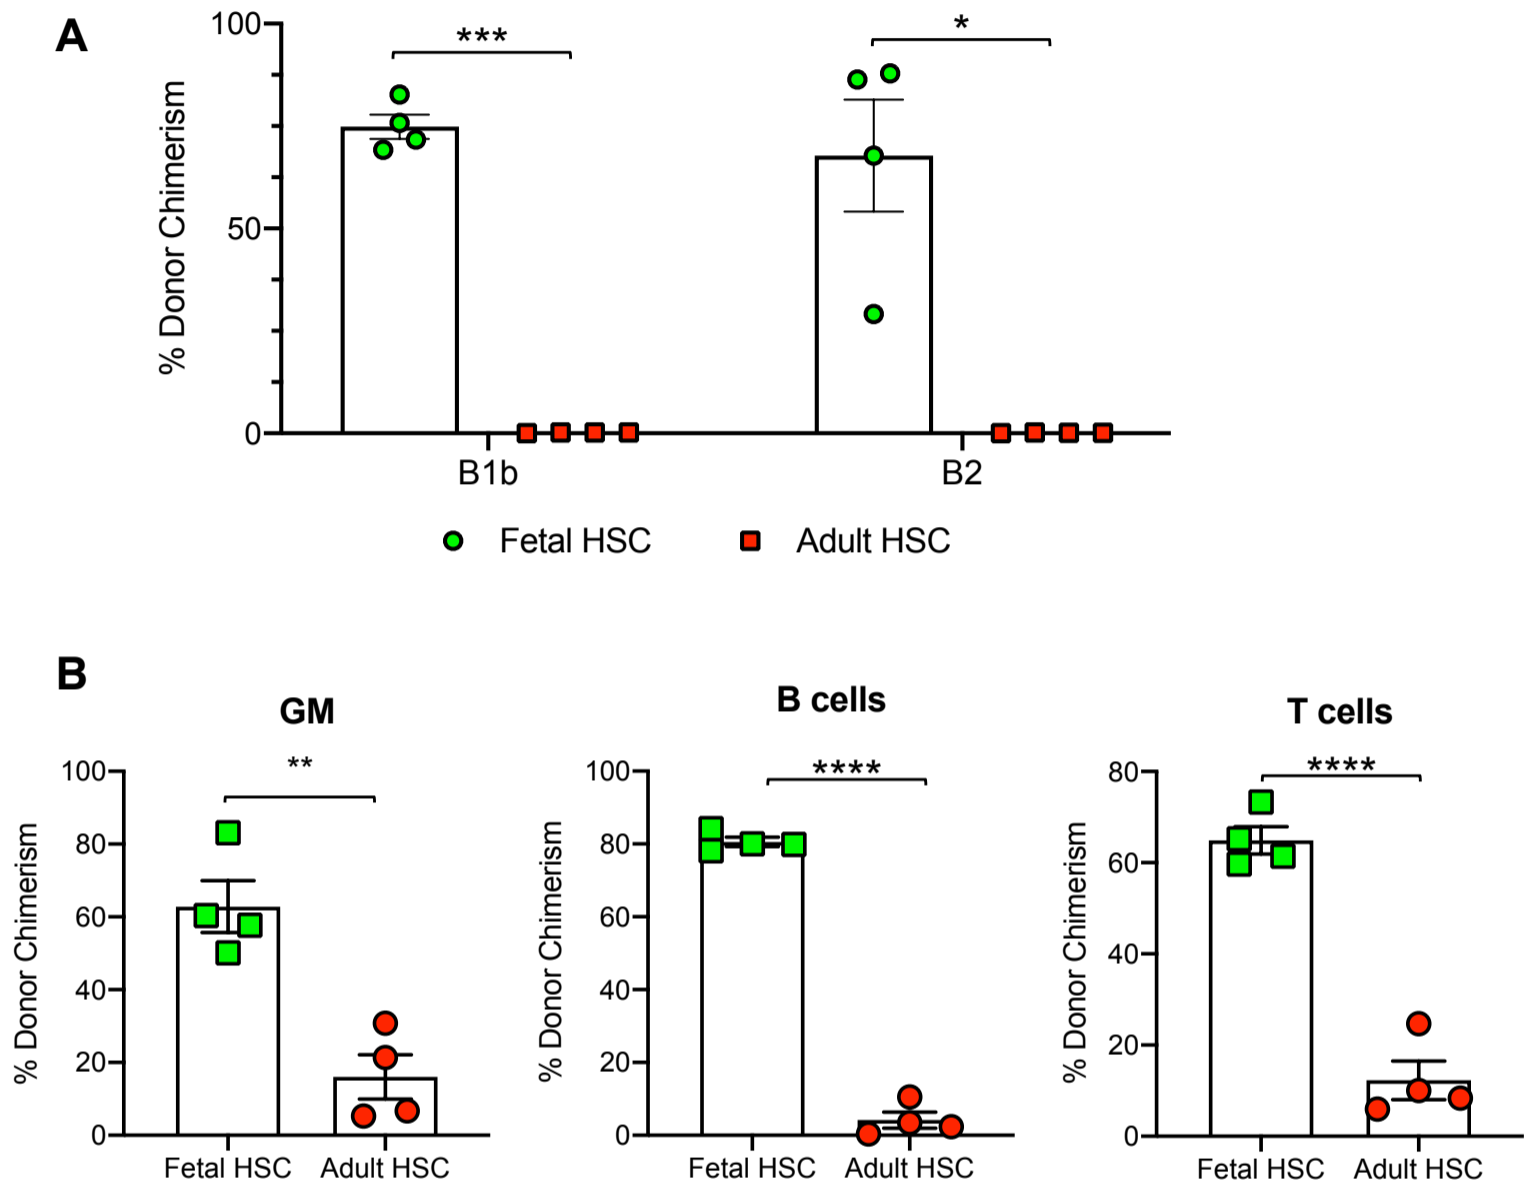 A
% Donor Chimerism
100
50
0
***
*
B1b
B2
Fetal HSC
Adult HSC
B
GM
% Donor Chimerism
100
80
60
40
20
0
**
Fetal HSC
Adult HSC
B cells
% Donor Chimerism
100
80
60
40
20
0
****
Fetal HSC
Adult HSC
T cells
% Donor Chimerism
80
60
40
20
0
****
Fetal HSC
Adult HSC